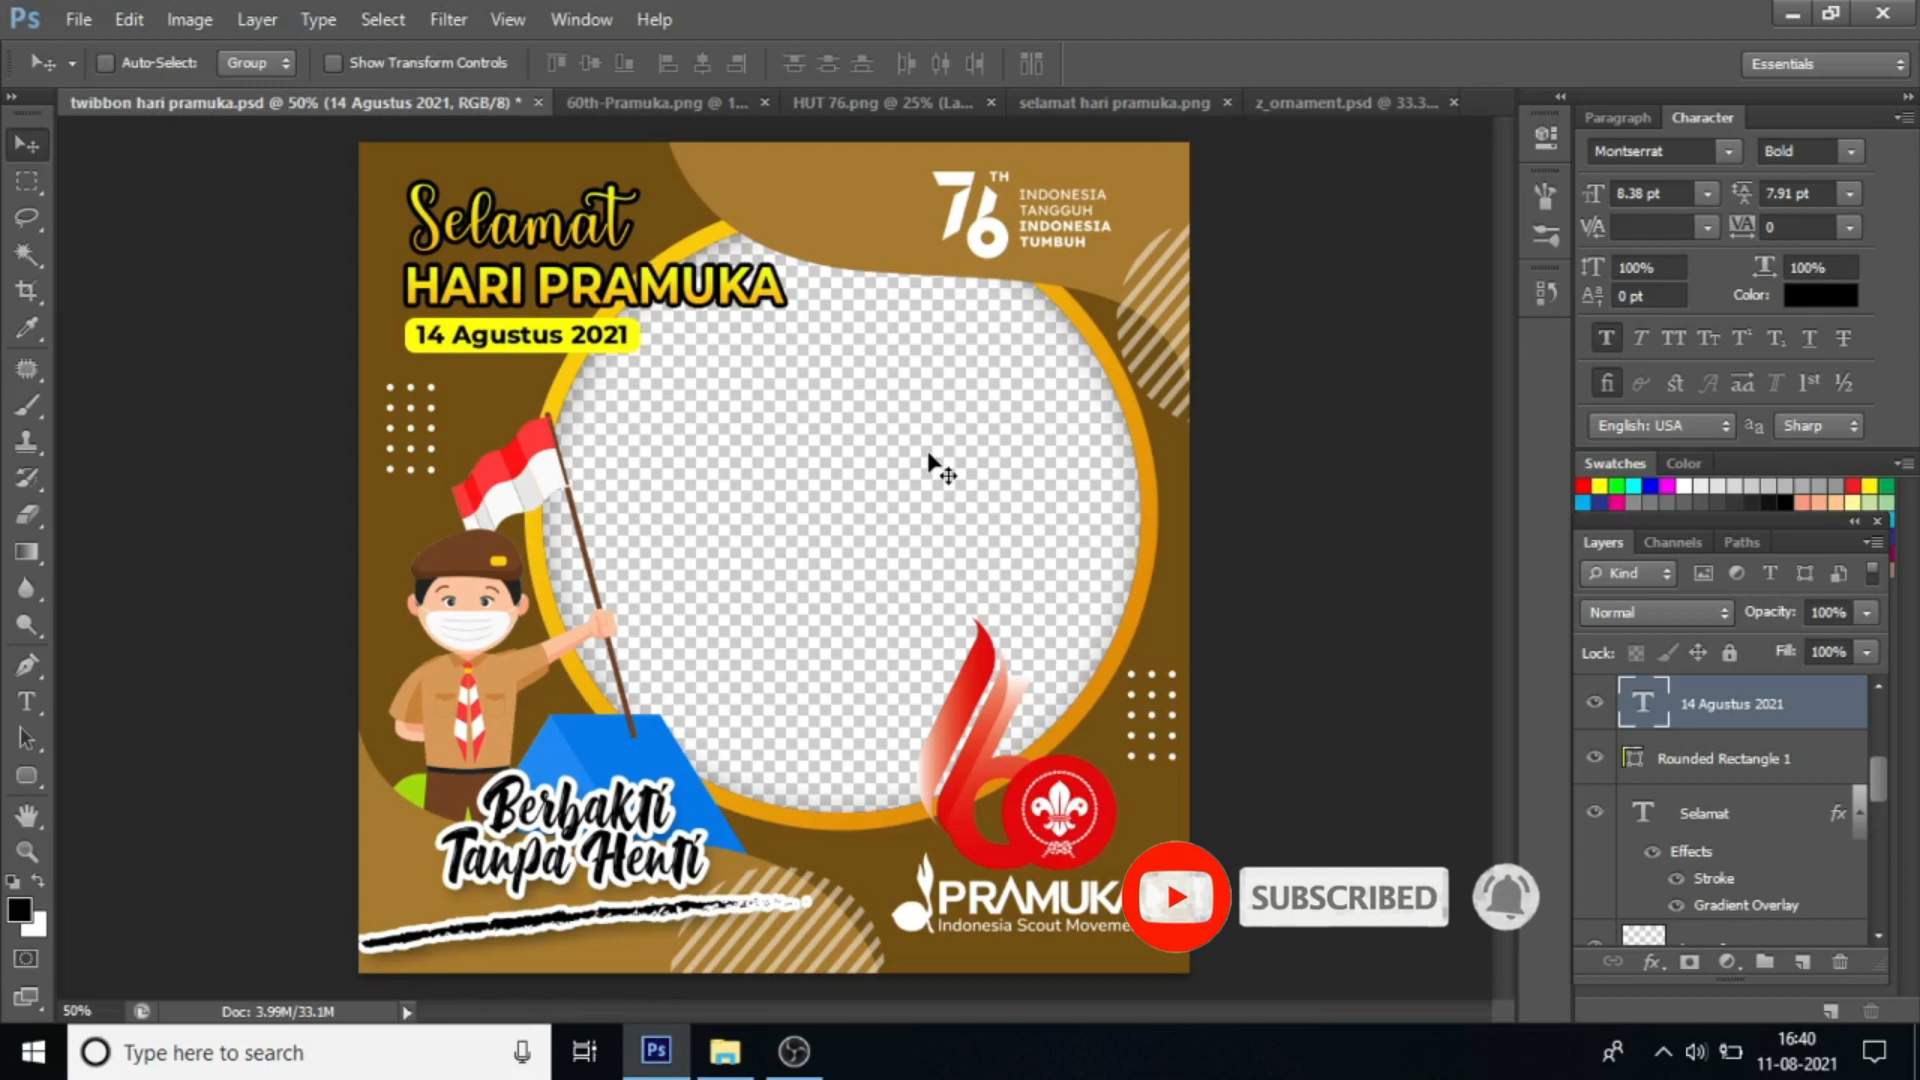 Ps File Edit Image Layer Type Select Filter View Window Help
Auto-Select: Group Show Transform Controls Essentials
twibbon hari pramuka.psd @ 50% (14 Agustus 2021, RGB/8) * 60th-Pramuka.png @ 1... HUT 76.png @ 25% (La... selamat hari pramuka.png z_ornament.psd @ 33.3...
Selamat
HARI PRAMUKA
14 Agustus 2021
76 TH
INDONESIA
TANGGUH
INDONESIA
TUMBUH
Berbakti
Tanpa Henti
PRAMUKA
Indonesia Scout Moveme
SUBSCRIBED
Paragraph Character
Montserrat Bold
8.38 pt 7.91 pt
0
100% 100%
0 pt Color:
English: USA Sharp
Swatches Color
Layers Channels Paths
Kind
Normal Opacity: 100%
Lock: Fill: 100%
14 Agustus 2021
Rounded Rectangle 1
Selamat fx
Effects
Stroke
Gradient Overlay
50% Doc: 3.99M/33.1M
Type here to search
Ps
16:40
11-08-2021